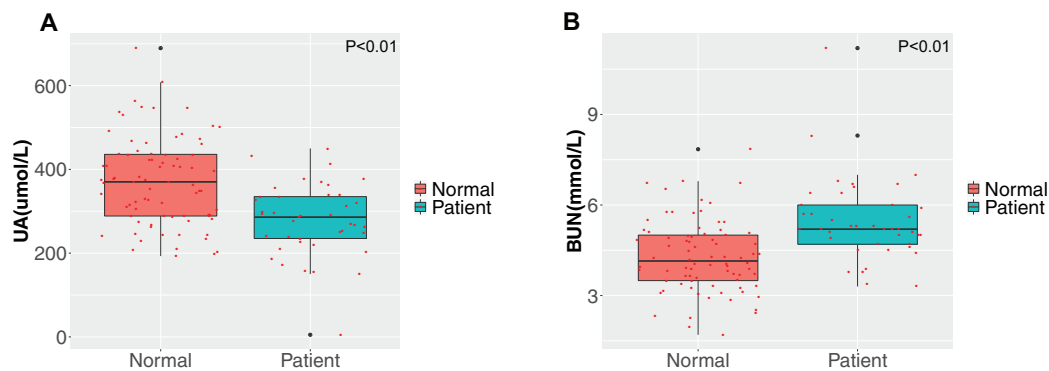 A
P<0.01
UA(umol/L)
600
400
200
0
Normal
Patient
Normal
Patient
B
P<0.01
BUN(mmol/L)
9
6
3
Normal
Patient
Normal
Patient